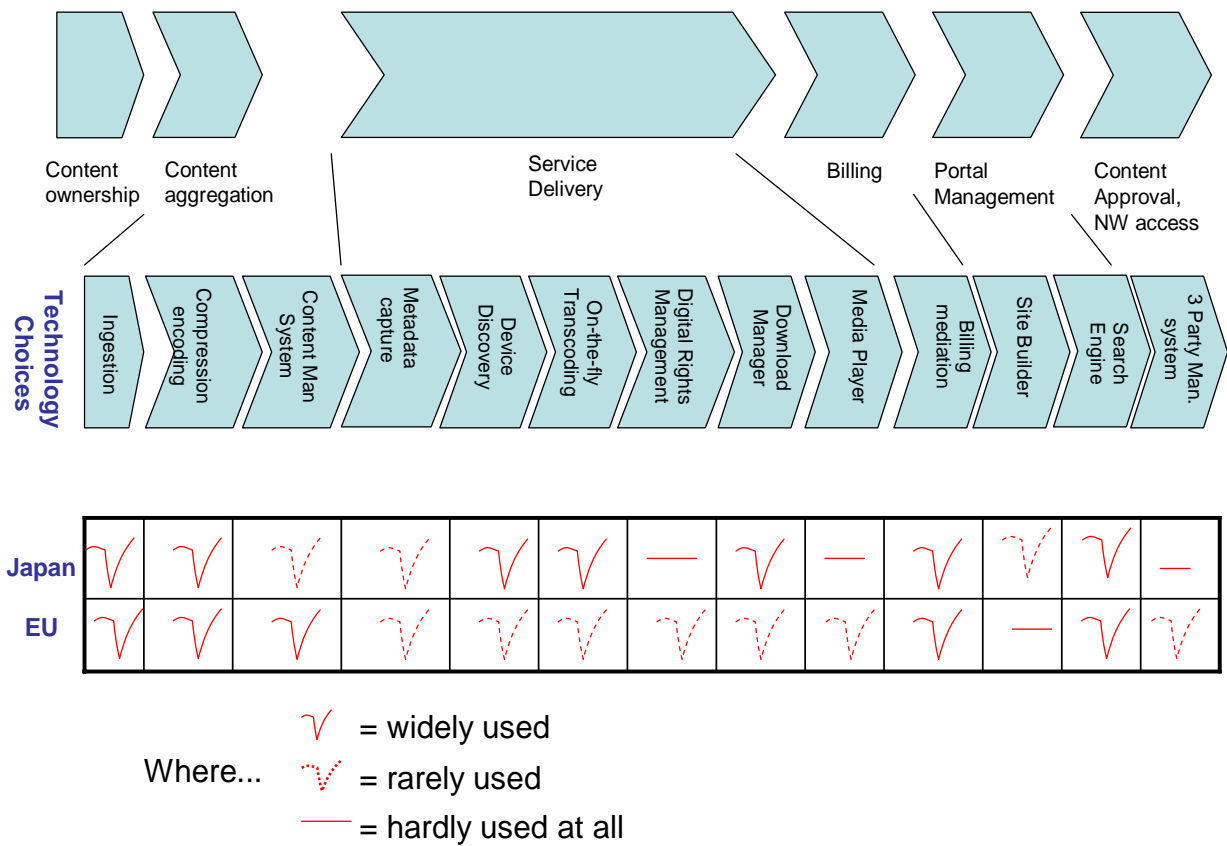 Content
ownership
Content
aggregation
Service
Delivery
Billing
Portal
Management
Content
Approval,
NW access
Technology
Choices
Ingestion
Compression
encoding
Content Man
System
Metadata
capture
Device
Discovery
On-the-fly
Transcoding
Digital Rights
Management
Download
Manager
Media Player
Billing
mediation
Site Builder
Search
Engine
3 Party Man.
system
Japan
EU
Where...
= widely used
= rarely used
= hardly used at all